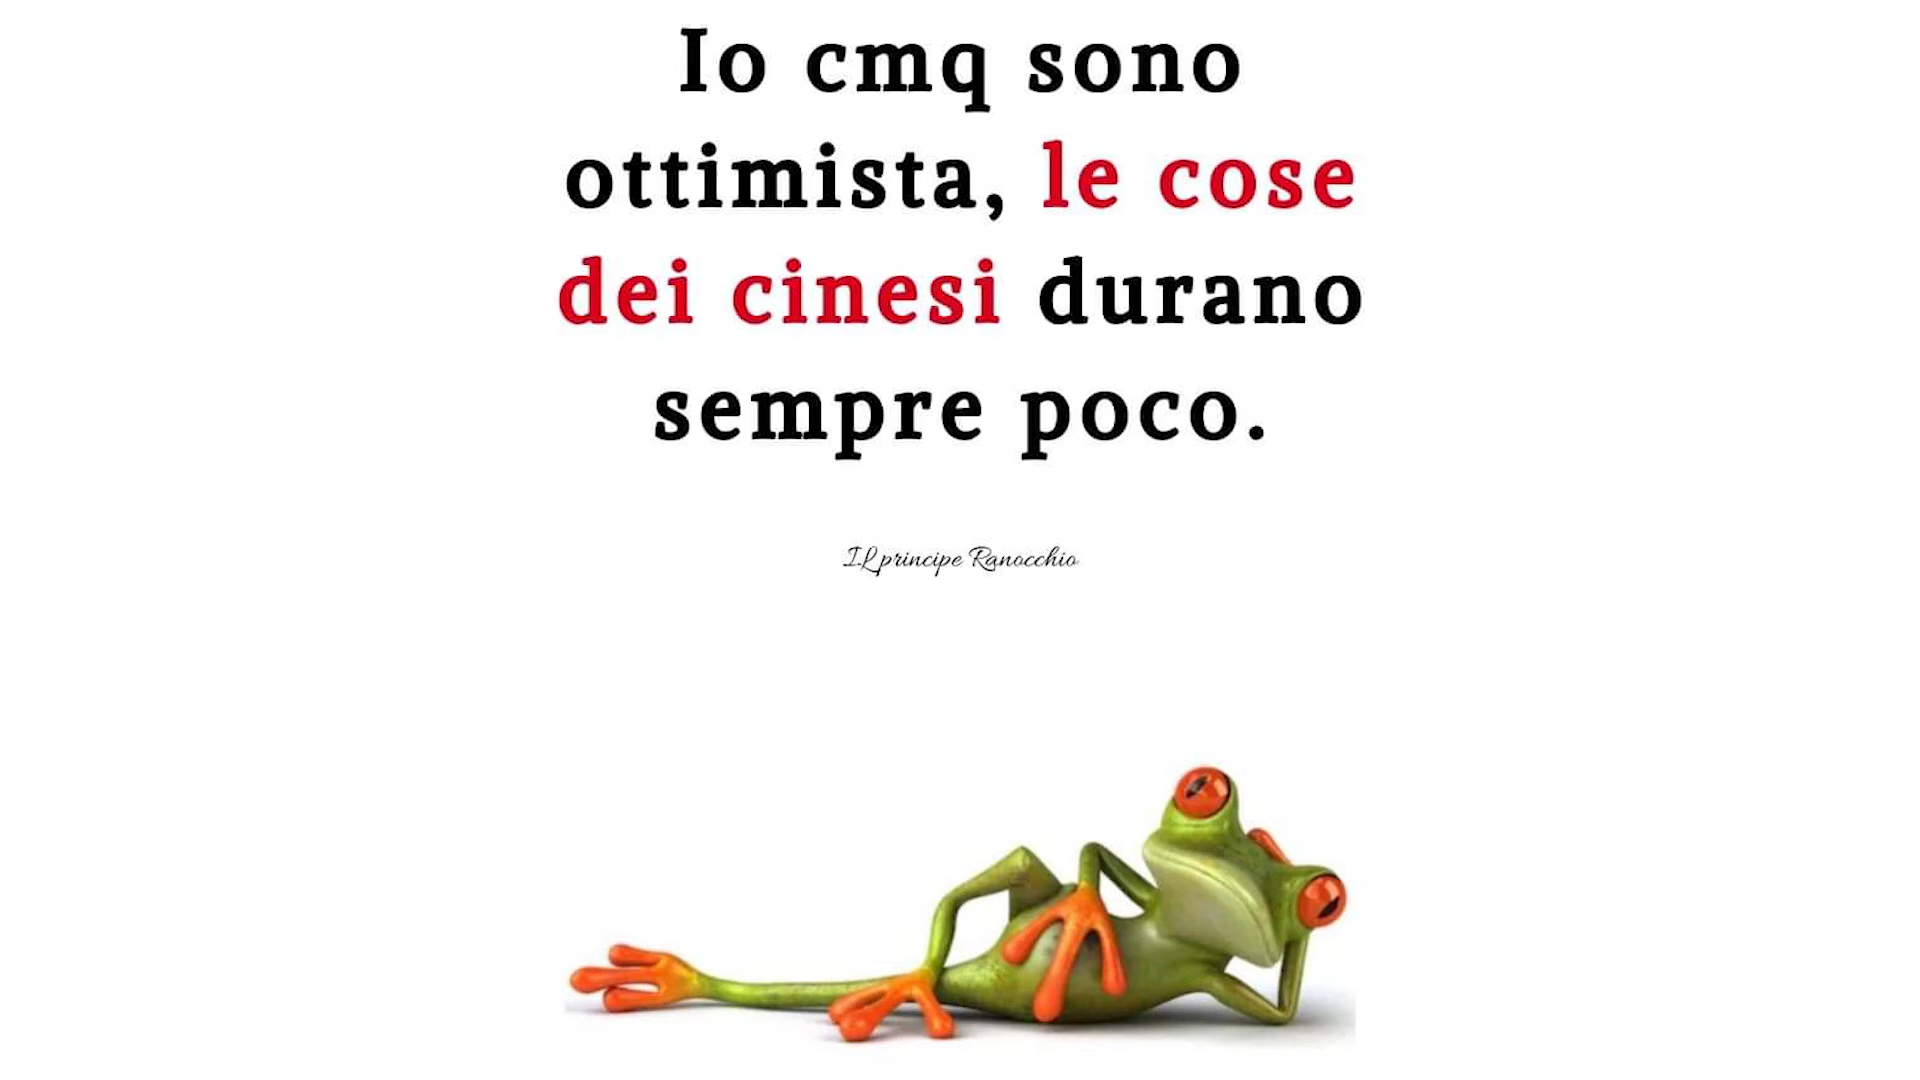 Io cmq sono
ottimista, le cose
dei cinesi durano
sempre poco.
IL principe Ranocchio